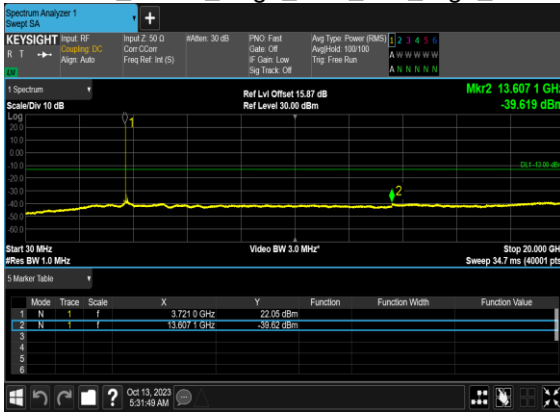 Spectrum Analyzer 1
Swept SA
KEYSIGHT Input: RF Input Z: 50 Ω #Atten: 30 dB PNO: Fast Avg Type: Power (RMS) 1 2 3 4 5 6
R T Coupling: DC Corr CCorr Gate: Off Avg|Hold: 100/100 A W W W W W
Align: Auto Freq Ref: Int (S) IF Gain: Low Trig: Free Run
LW Sig Track: Off A N N N N N
1 Spectrum
Ref Lvl Offset 15.87 dB Mkr2 13.607 1 GHz
Scale/Div 10 dB Ref Level 30.00 dBm -39.619 dBm
Log
20.0
10.0
0.00
-10.0
-20.0
-30.0
-40.0
-50.0
-60.0
1
DL1 -13.00 dBm
2
Start 30 MHz Video BW 3.0 MHz* Stop 20.000 GHz
#Res BW 1.0 MHz Sweep 34.7 ms (40001 pts)
5 Marker Table
Mode Trace Scale X Y Function Function Width Function Value
1 N 1 f 3.721 0 GHz 22.05 dBm
2 N 1 f 13.607 1 GHz -39.62 dBm
3
4
5
6
? Oct 13, 2023
5:31:49 AM